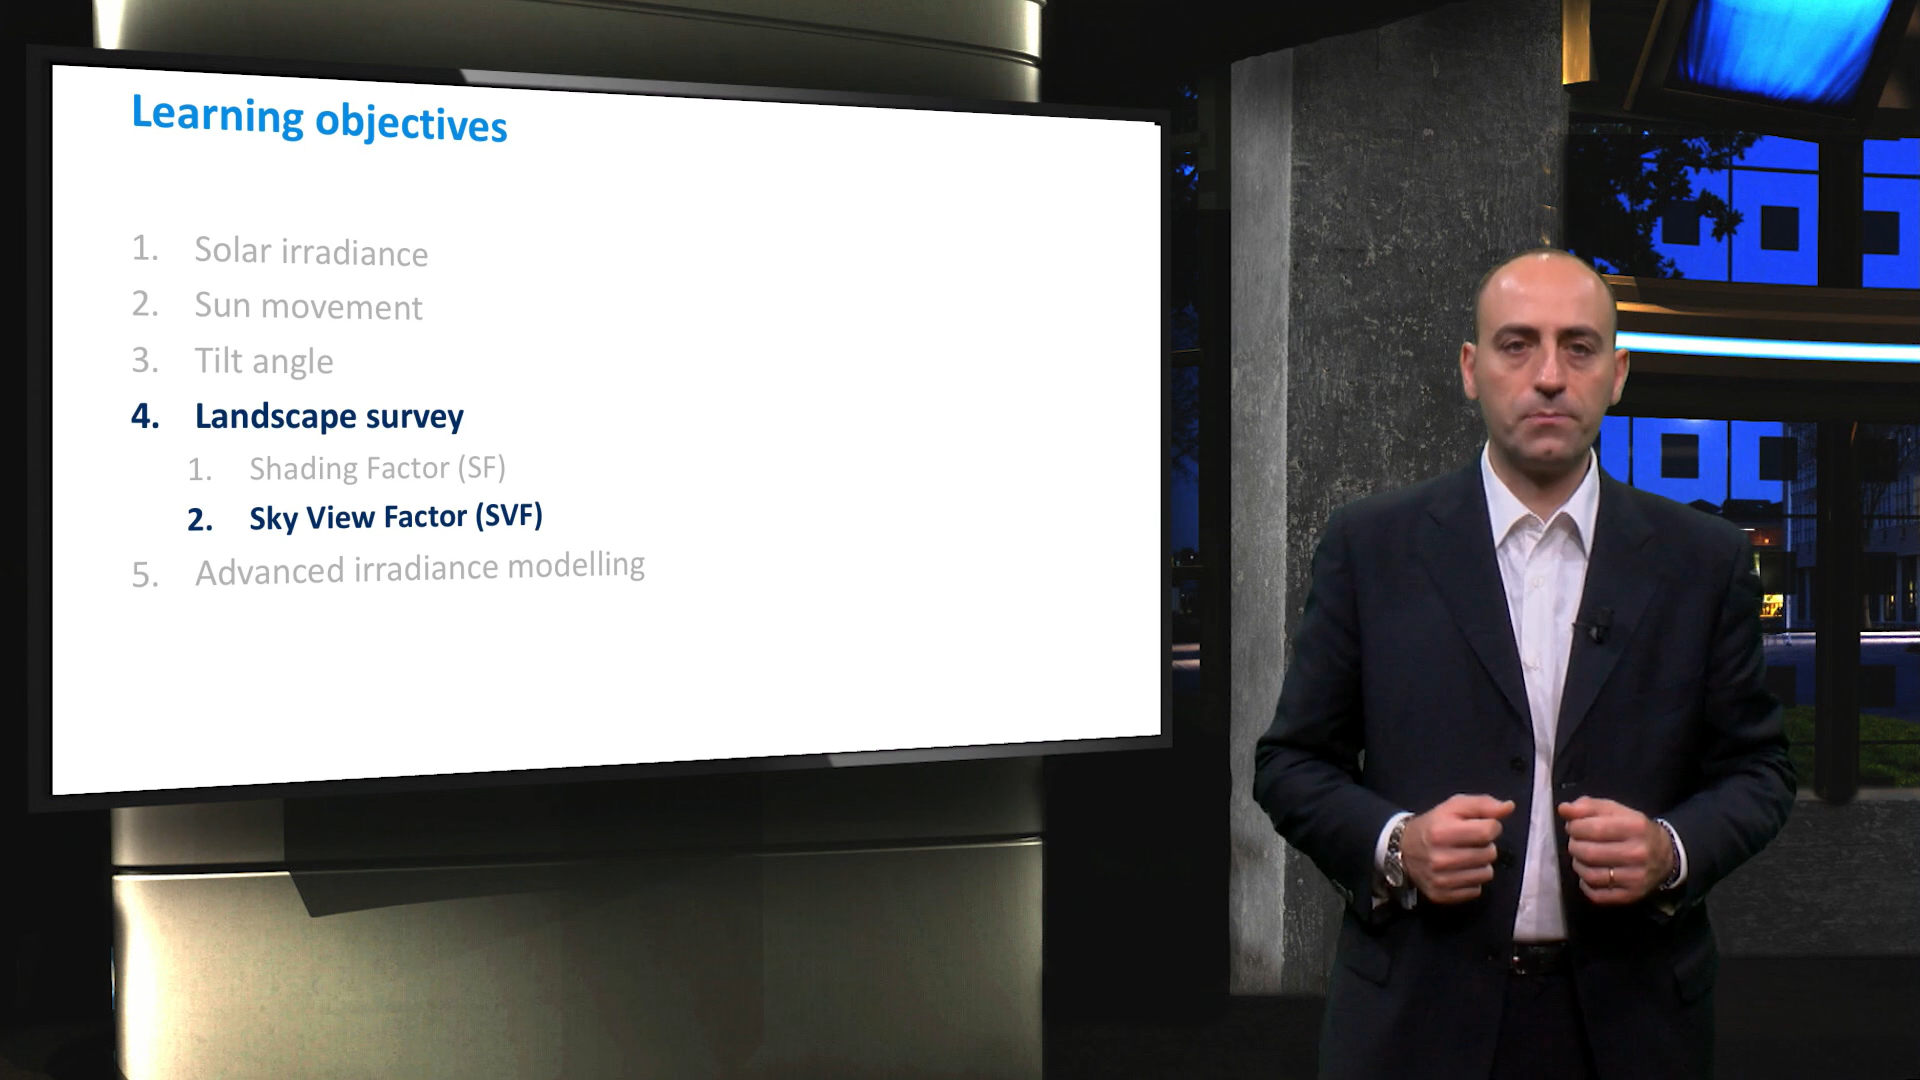 Learning objectives
1. Solar irradiance
2. Sun movement
3. Tilt angle
4. Landscape survey
1. Shading Factor (SF)
2. Sky View Factor (SVF)
5. Advanced irradiance modelling